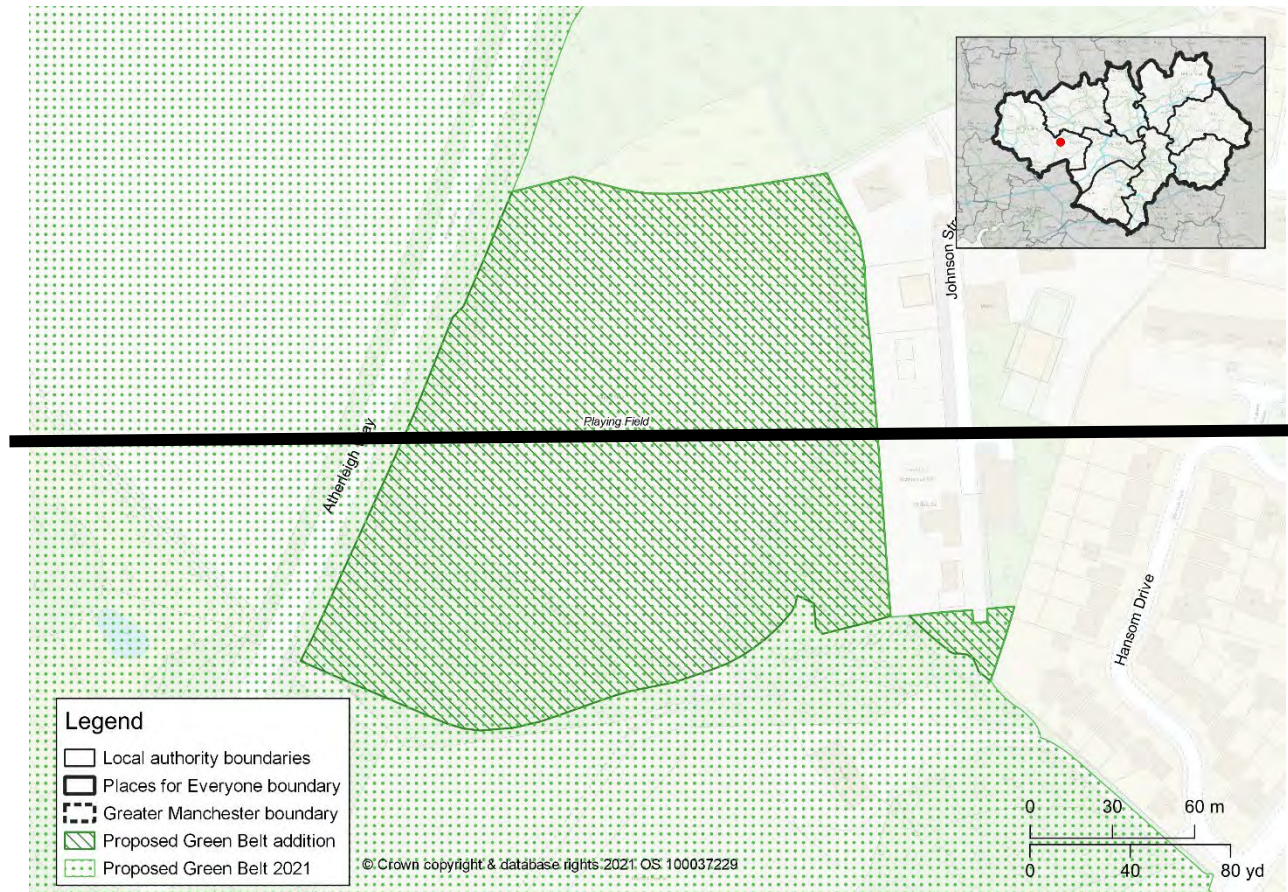 Johnson Str
Playing Field
Atherleigh Way
Hansom Drive
Legend
Local authority boundaries
Places for Everyone boundary
Greater Manchester boundary
Proposed Green Belt addition
Proposed Green Belt 2021
© Crown copyright & database rights 2021 OS 100037229
0 30 60 m
0 40 80 yd